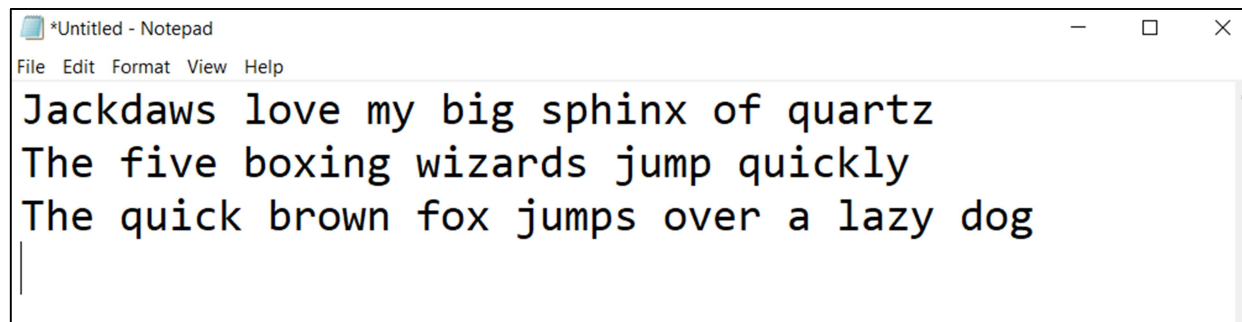 *Untitled - Notepad
File Edit Format View Help
Jackdaws love my big sphinx of quartz
The five boxing wizards jump quickly
The quick brown fox jumps over a lazy dog